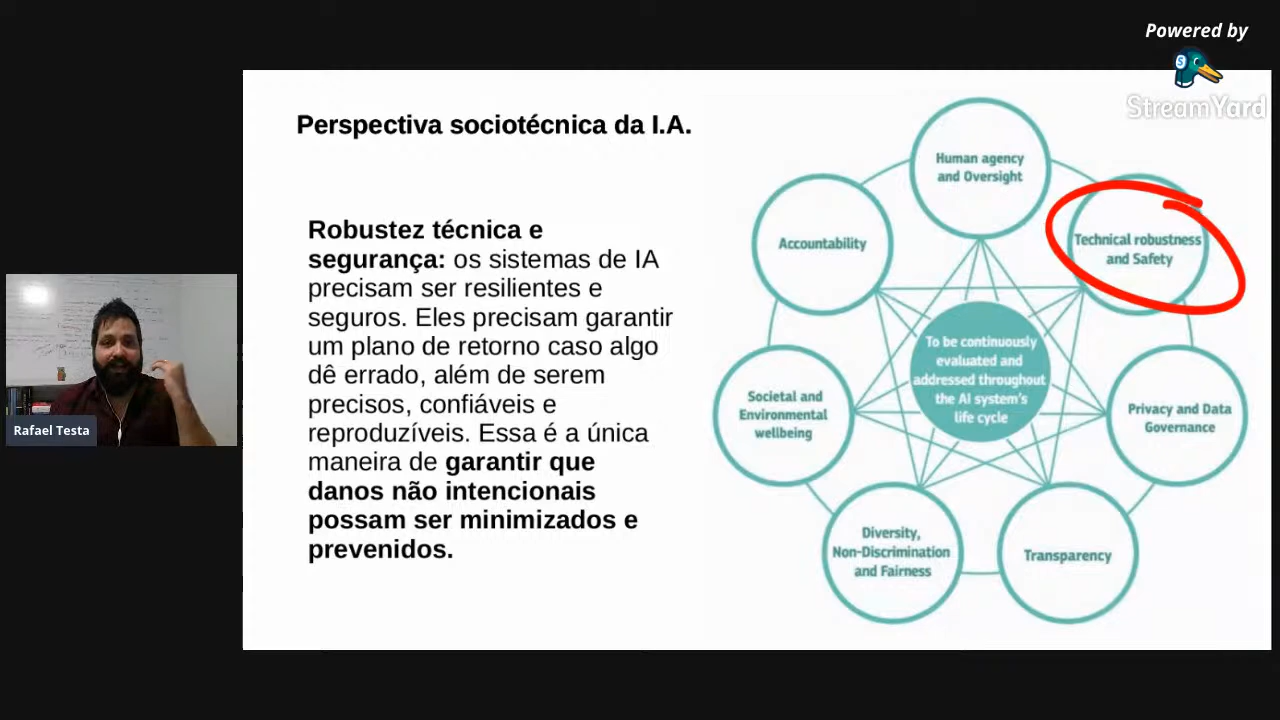 Powered by
StreamYard
Perspectiva sociotécnica da I.A.
Robustez técnica e
segurança: os sistemas de IA
precisam ser resilientes e
seguros. Eles precisam garantir
um plano de retorno caso algo
dê errado, além de serem
precisos, confiáveis e
reproduzíveis. Essa é a única
maneira de garantir que
danos não intencionais
possam ser minimizados e
prevenidos.
Human agency
and Oversight
Technical robustness
and Safety
Privacy and Data
Governance
Transparency
Diversity,
Non-Discrimination
and Fairness
Societal and
Environmental
wellbeing
Accountability
To be continuously
evaluated and
addressed throughout
the AI system's
life cycle
Rafael Testa